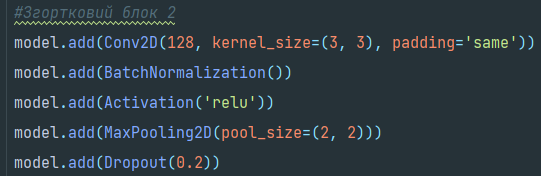 #Згортковий блок 2
model.add(Conv2D(128, kernel_size=(3, 3), padding='same'))
model.add(BatchNormalization())
model.add(Activation('relu'))
model.add(MaxPooling2D(pool_size=(2, 2)))
model.add(Dropout(0.2))